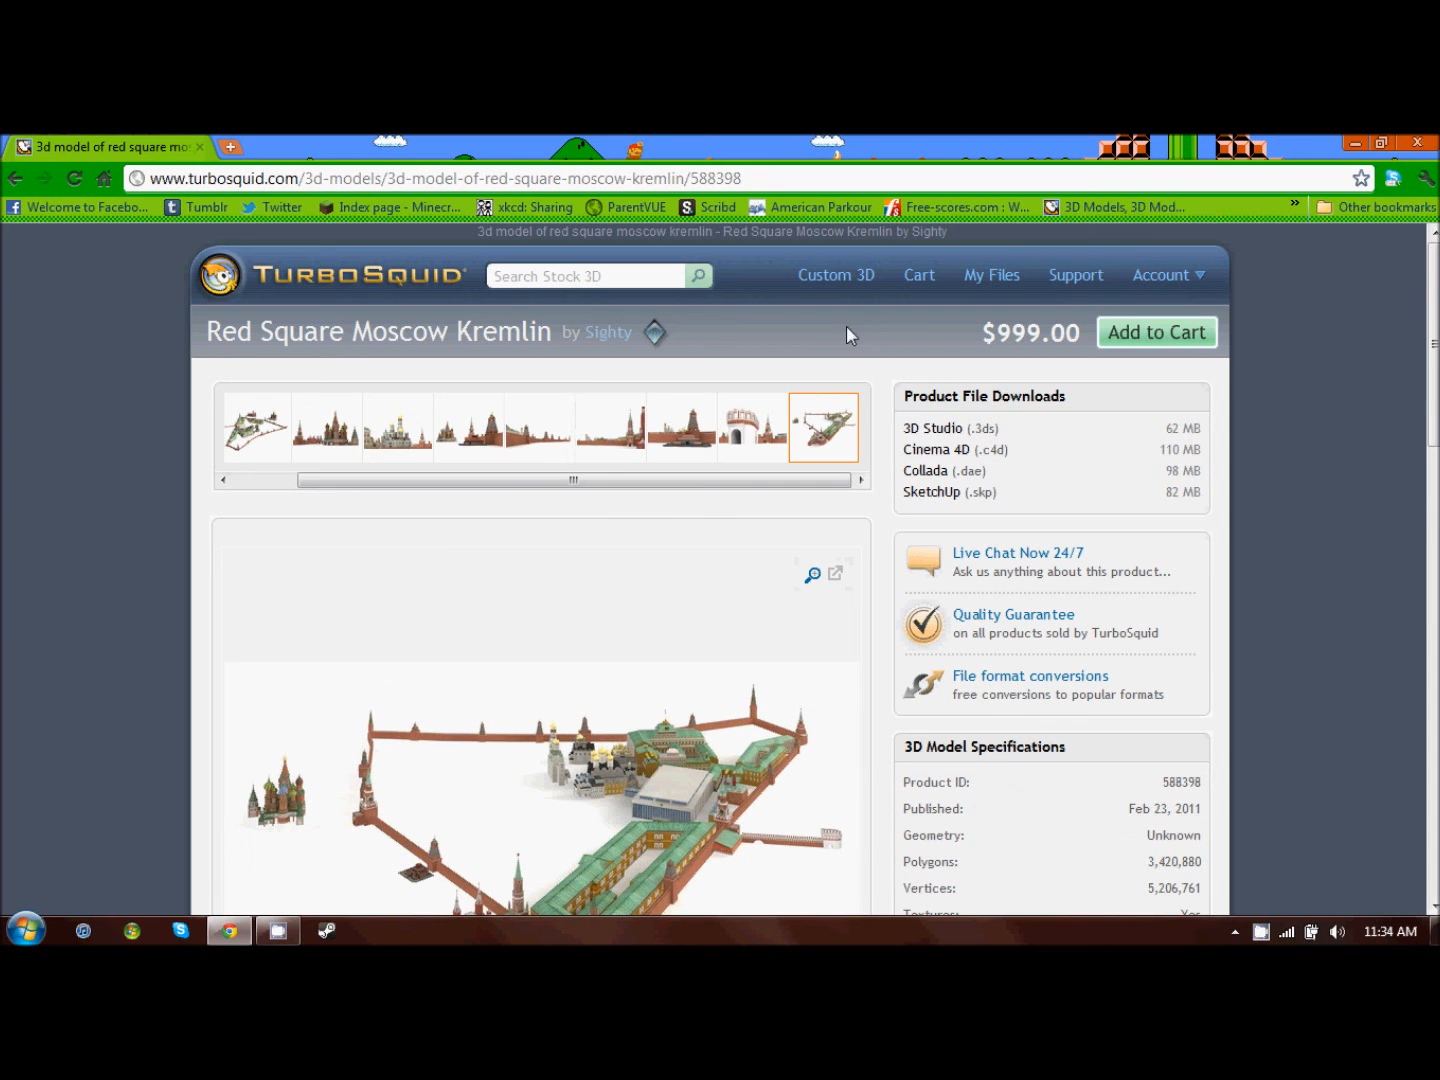 3d model of red square mo
www.turbosquid.com/3d-models/3d-model-of-red-square-moscow-kremlin/588398
Welcome to Facebo... Tumblr Twitter Index page - Minecr... xkcd: Sharing ParentVUE Scribd American Parkour Free-scores.com : W... 3D Models, 3D Mod... » Other bookmarks
3d model of red square moscow kremlin - Red Square Moscow Kremlin by Sighty
TURBOSQUID Search Stock 3D Custom 3D Cart My Files Support Account
Red Square Moscow Kremlin by Sighty $999.00 Add to Cart
Product File Downloads
3D Studio (.3ds) 62 MB
Cinema 4D (.c4d) 110 MB
Collada (.dae) 98 MB
SketchUp (.skp) 82 MB
Live Chat Now 24/7
Ask us anything about this product...
Quality Guarantee
on all products sold by TurboSquid
File format conversions
free conversions to popular formats
3D Model Specifications
Product ID: 588398
Published: Feb 23, 2011
Geometry: Unknown
Polygons: 3,420,880
Vertices: 5,206,761
Textures: Yes
11:34 AM